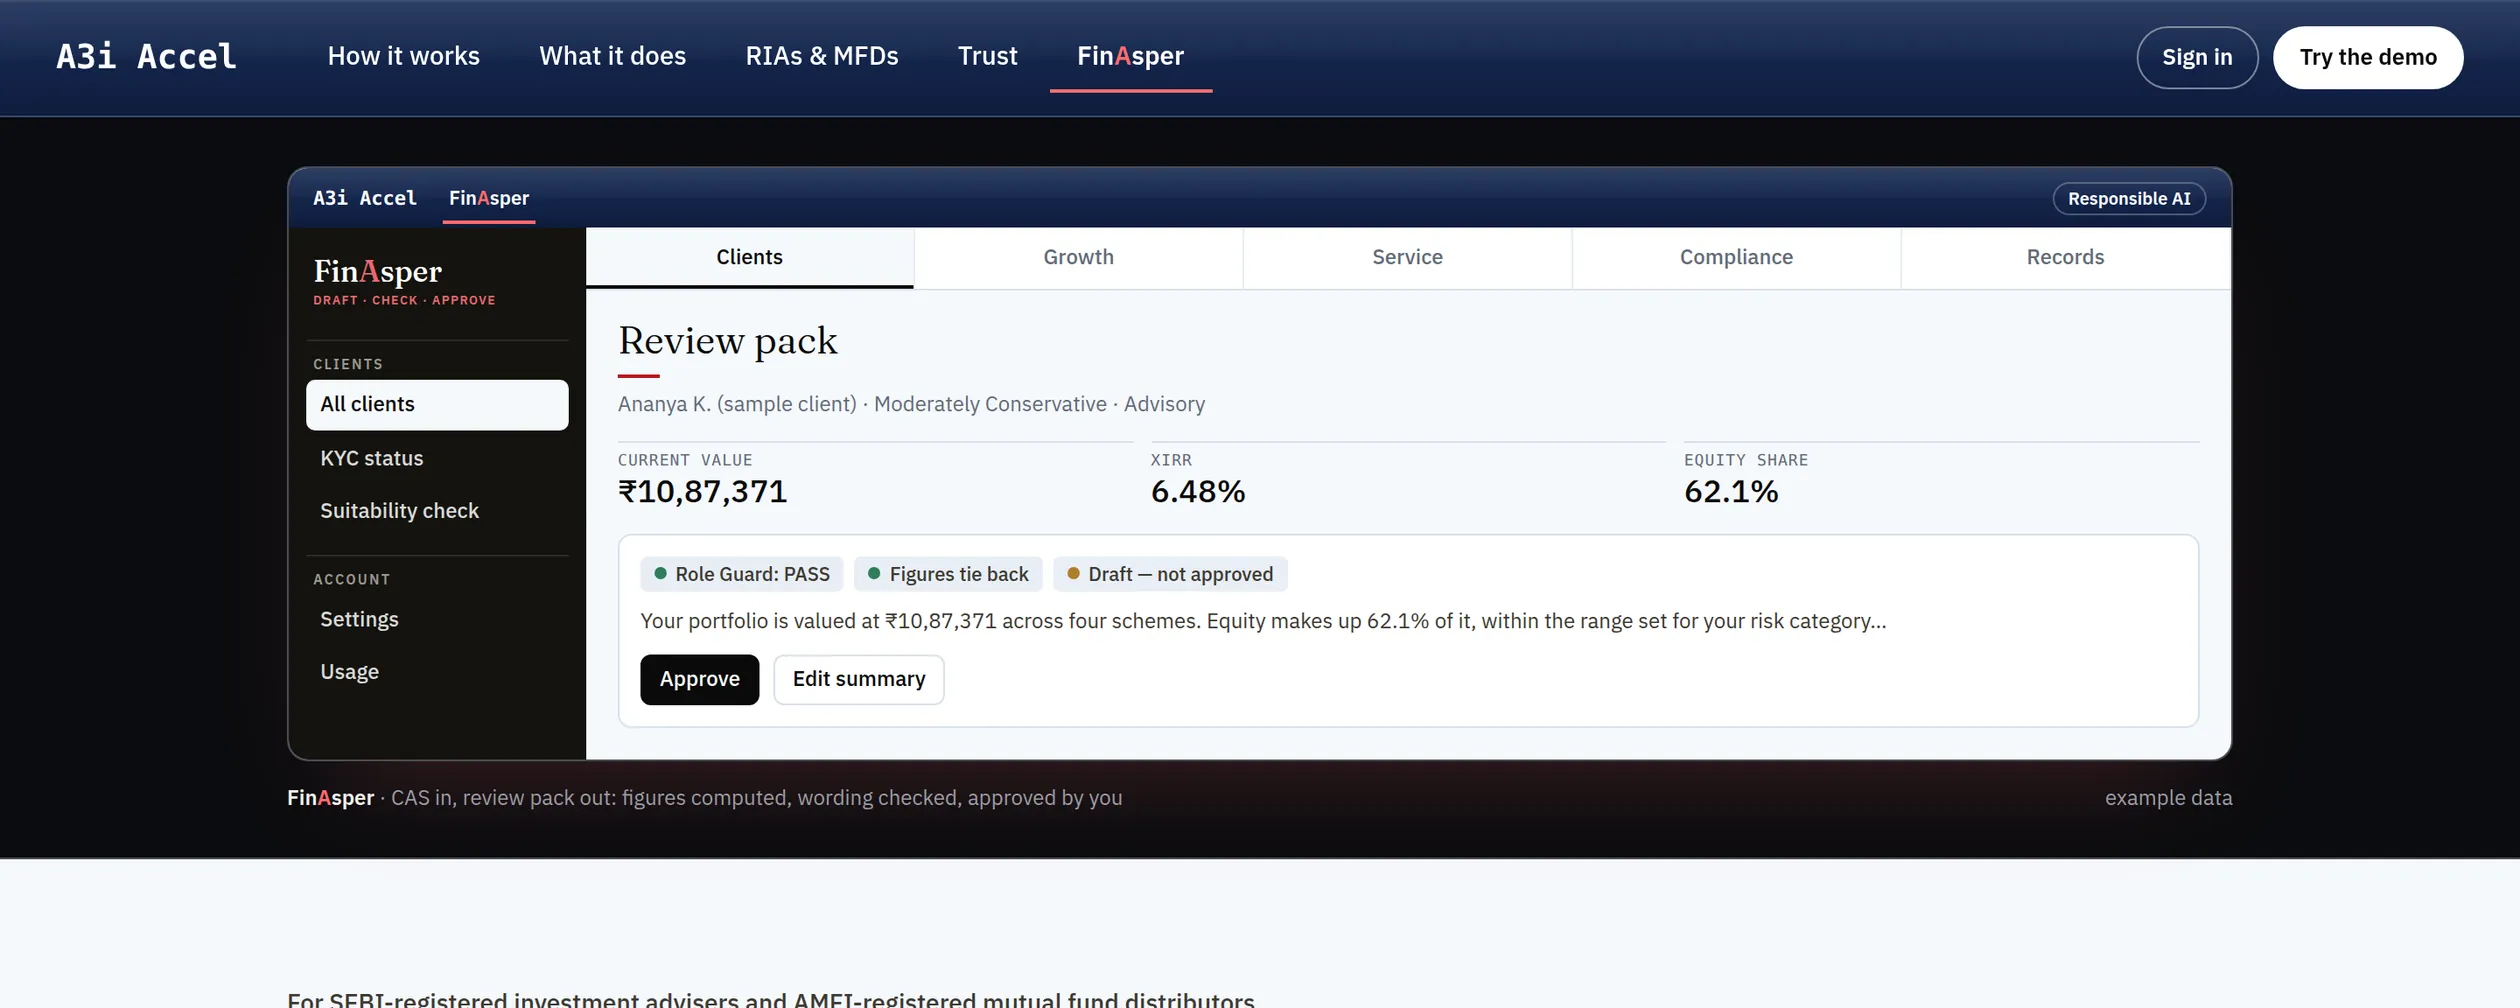 A3i Accel How it works What it does RIAs & MFDs Trust FinAsper Sign in Try the demo
A3i Accel FinAsper Responsible AI
FinAsper
DRAFT · CHECK · APPROVE
CLIENTS
All clients
KYC status
Suitability check
ACCOUNT
Settings
Usage
Clients Growth Service Compliance Records
Review pack
Ananya K. (sample client) · Moderately Conservative · Advisory
CURRENT VALUE XIRR EQUITY SHARE
₹10,87,371 6.48% 62.1%
Role Guard: PASS Figures tie back Draft — not approved
Your portfolio is valued at ₹10,87,371 across four schemes. Equity makes up 62.1% of it, within the range set for your risk category...
Approve Edit summary
FinAsper · CAS in, review pack out: figures computed, wording checked, approved by you example data
For SEBI-registered investment advisers and AMFI-registered mutual fund distributors